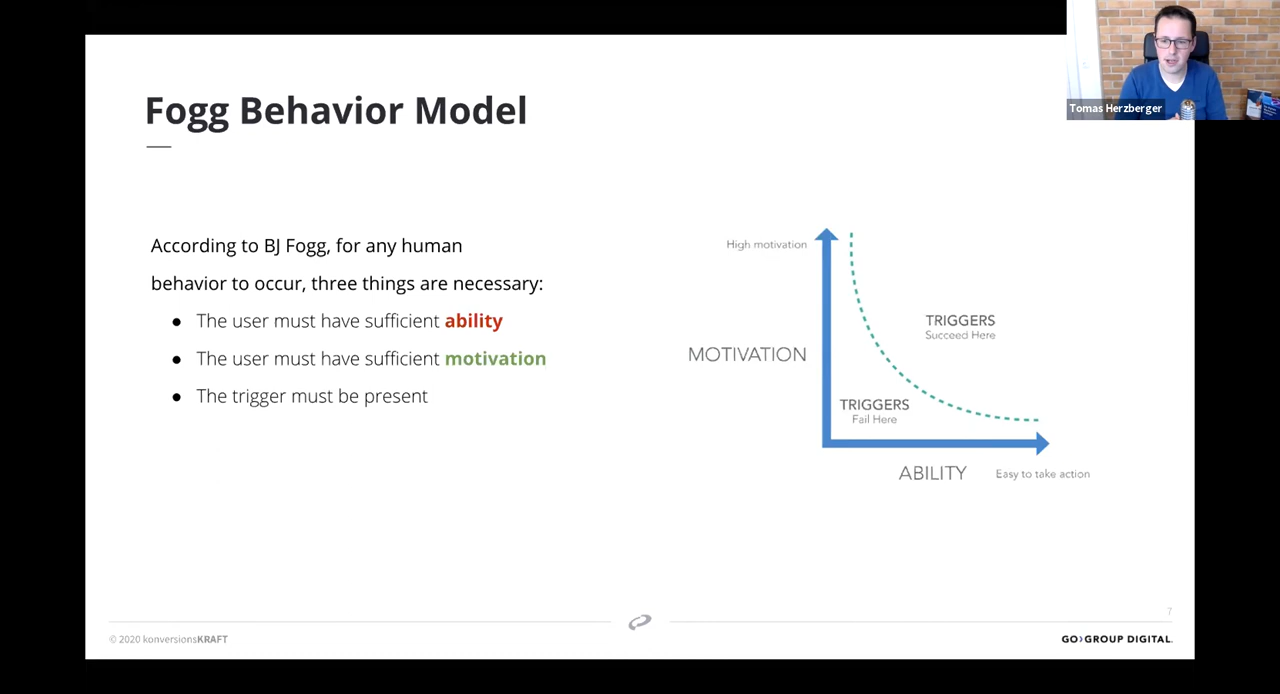 Fogg Behavior Model
Tomas Herzberger
According to BJ Fogg, for any human
behavior to occur, three things are necessary:
● The user must have sufficient ability
● The user must have sufficient motivation
● The trigger must be present
High motivation
MOTIVATION
TRIGGERS
Succeed Here
TRIGGERS
Fail Here
ABILITY
Easy to take action
7
© 2020 konversionsKRAFT
GO>GROUP DIGITAL.